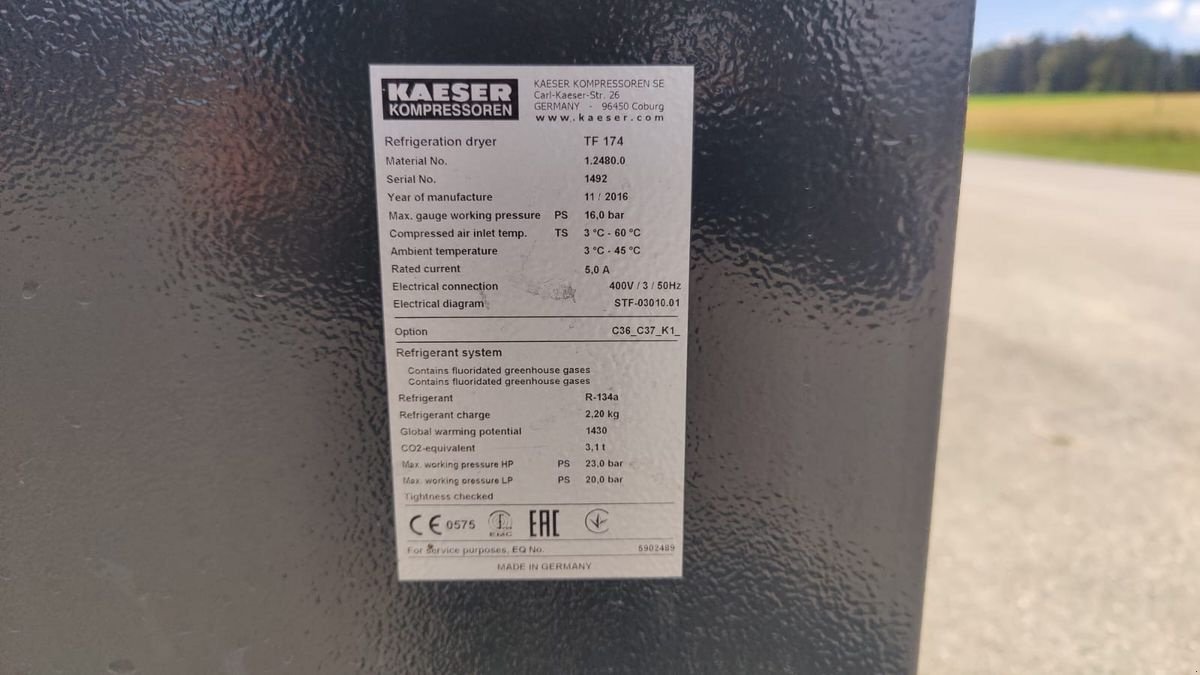 KAESER
KOMPRESSOREN
KAESER KOMPRESSOREN SE
Carl-Kaeser-Str. 26
GERMANY - 96450 Coburg
www.kaeser.com
Refrigeration dryer TF 174
Material No. 1.2480.0
Serial No. 1492
Year of manufacture 11 / 2016
Max. gauge working pressure PS 16,0 bar
Compressed air inlet temp. TS 3 °C - 60 °C
Ambient temperature 3 °C - 45 °C
Rated current 5,0 A
Electrical connection 400V / 3 / 50Hz
Electrical diagram STF-03010.01
Option C36_C37_K1_
Refrigerant system
Contains fluoridated greenhouse gases
Contains fluoridated greenhouse gases
Refrigerant R-134a
Refrigerant charge 2,20 kg
Global warming potential 1430
CO2-equivalent 3,1 t
Max. working pressure HP PS 23,0 bar
Max. working pressure LP PS 20,0 bar
Tightness checked
CE 0575 EMC EAC
For service purposes, EQ No. 5902489
MADE IN GERMANY